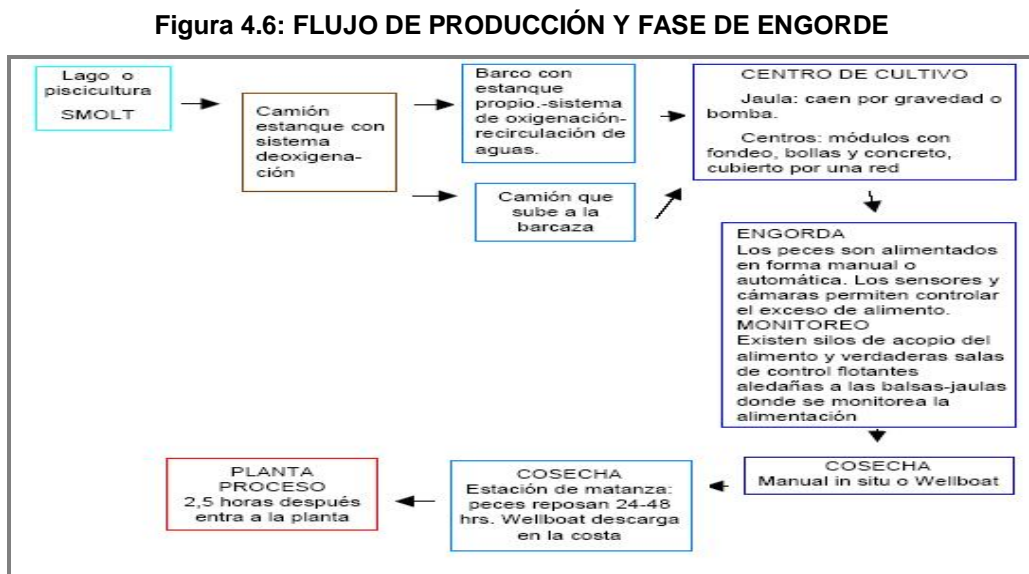 Figura 4.6: FLUJO DE PRODUCCIÓN Y FASE DE ENGORDE
Lago o
piscicultura
SMOLT
Camión
estanque con
sistema
deoxigena-
ción
Barco con
estanque
propio.-sistema
de oxigenación-
recirculación de
aguas.
Camión que
sube a la
barcaza
CENTRO DE CULTIVO
Jaula: caen por gravedad o
bomba.
Centros: módulos con
fondeo, bollas y concreto,
cubierto por una red
ENGORDA
Los peces son alimentados
en forma manual o
automática. Los sensores y
cámaras permiten controlar
el exceso de alimento.
MONITOREO
Existen silos de acopio del
alimento y verdaderas salas
de control flotantes
aledañas a las balsas-jaulas
donde se monitorea la
alimentación
COSECHA
Manual in situ o Wellboat
COSECHA
Estación de matanza:
peces reposan 24-48
hrs. Wellboat descarga
en la costa
PLANTA
PROCESO
2,5 horas después
entra a la planta